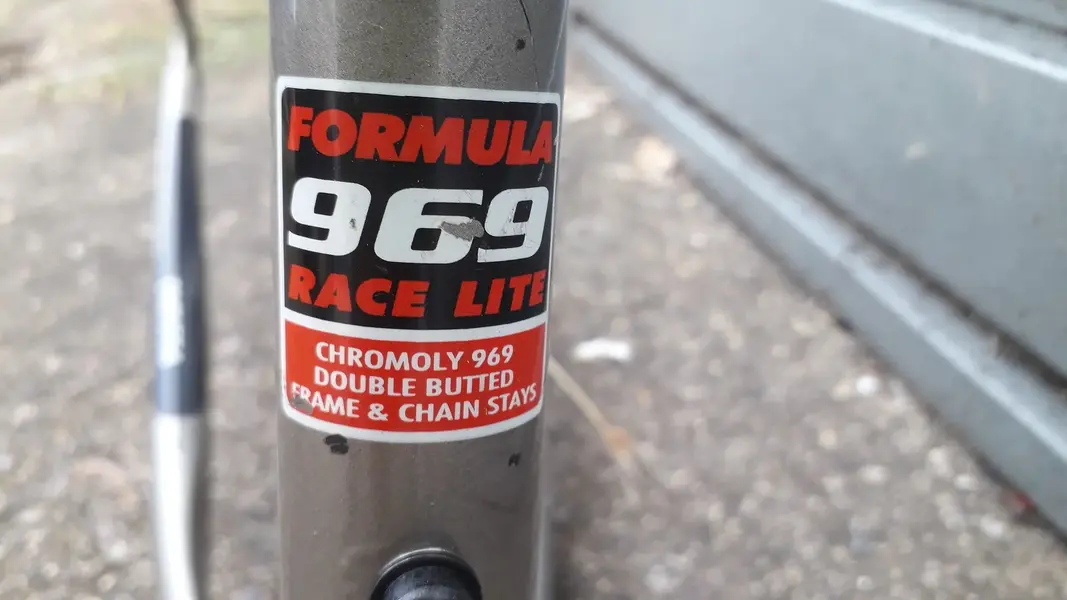 FORMULA
969
RACE LITE
CHROMOLY 969
DOUBLE BUTTED
FRAME & CHAIN STAYS